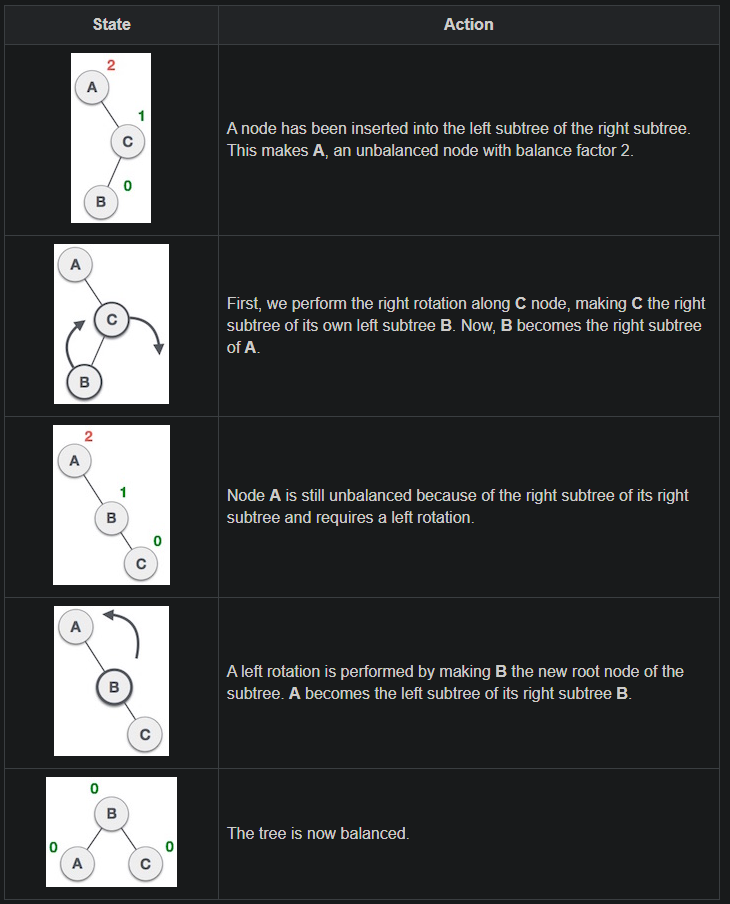 State
Action
2
A
1
C
0
B
A node has been inserted into the left subtree of the right subtree.
This makes A, an unbalanced node with balance factor 2.
A
C
B
First, we perform the right rotation along C node, making C the right
subtree of its own left subtree B. Now, B becomes the right subtree
of A.
2
A
1
B
0
C
Node A is still unbalanced because of the right subtree of its right
subtree and requires a left rotation.
A
B
C
A left rotation is performed by making B the new root node of the
subtree. A becomes the left subtree of its right subtree B.
0
B
0
A
0
C
The tree is now balanced.